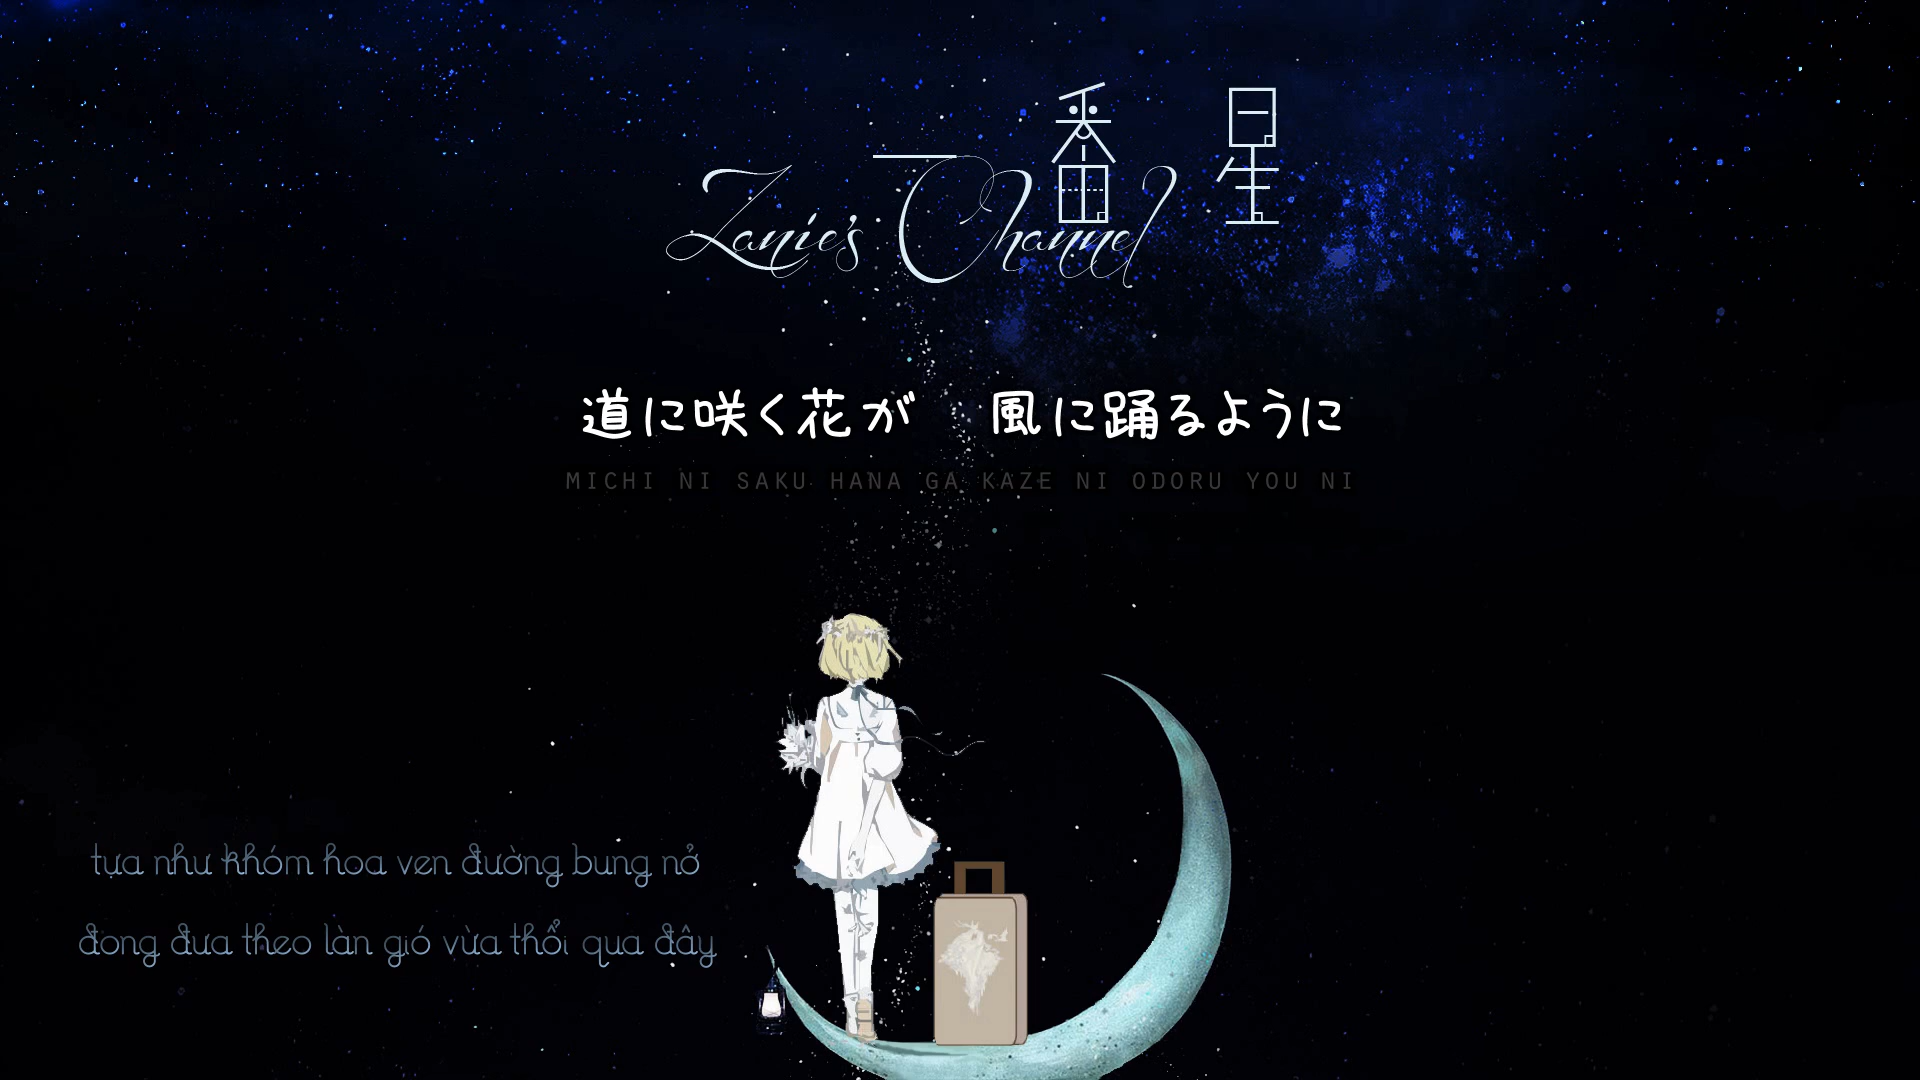 一番星
Zanie's Channel
道に咲く花が 風に踊るように
MICHI NI SAKU HANA GA KAZE NI ODORU YOU NI
tựa như khóm hoa ven đường bung nở
đong đưa theo làn gió vừa thổi qua đây